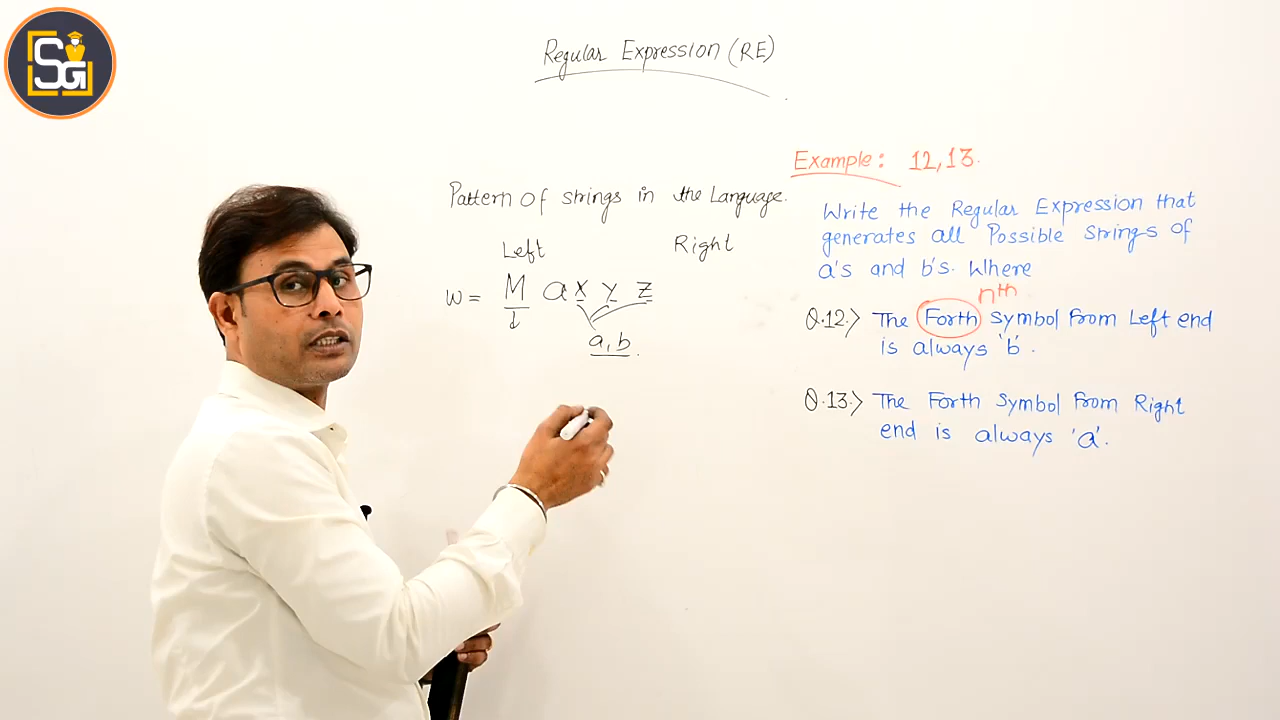 SG
Regular Expression (RE)
Pattern of strings in the Language.
Left Right
w = M a x y z
↓
a, b.
Example: 12, 13.
Write the Regular Expression that
generates all Possible strings of
a's and b's. Where
nth
Q.12.> The Forth symbol from Left end
is always 'b'.
Q.13.> The Forth symbol from Right
end is always 'a'.